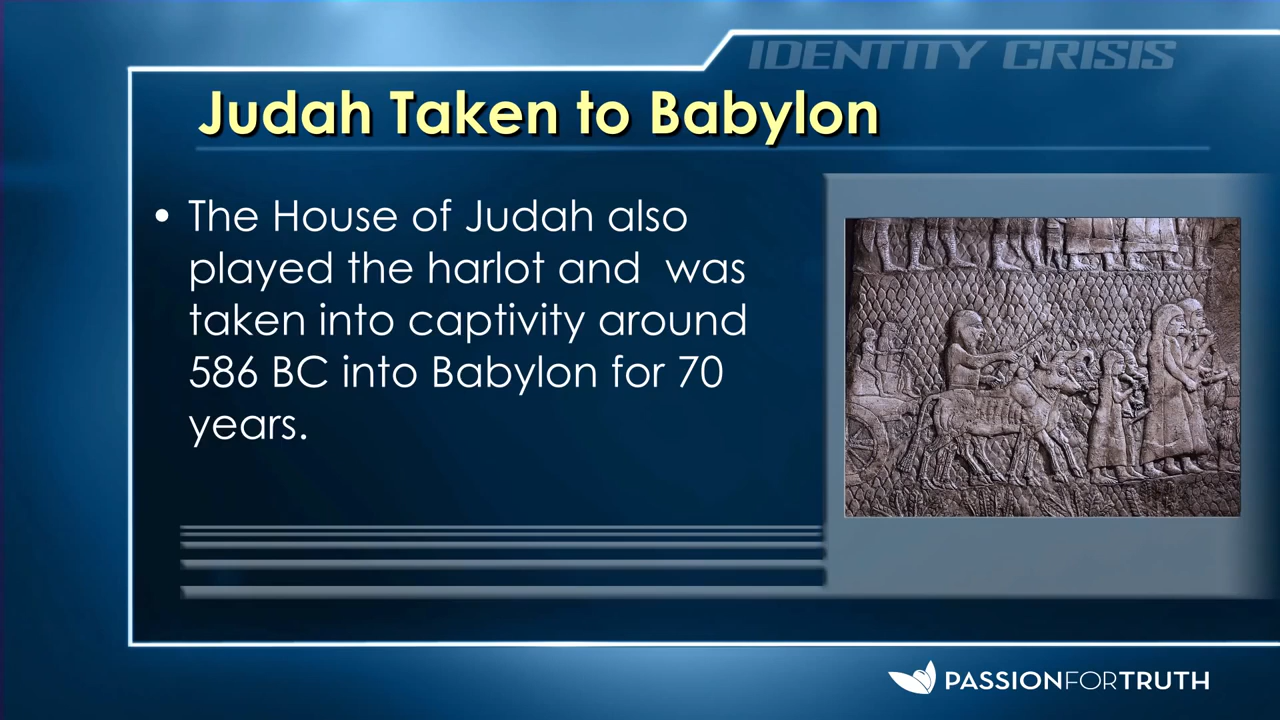 IDENTITY CRISIS
Judah Taken to Babylon
• The House of Judah also
played the harlot and  was
taken into captivity around
586 BC into Babylon for 70
years.
PASSIONFORTRUTH